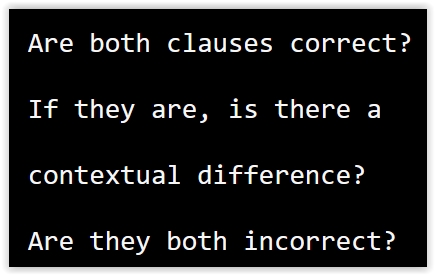 Are both clauses correct?
If they are, is there a
contextual difference?
Are they both incorrect?